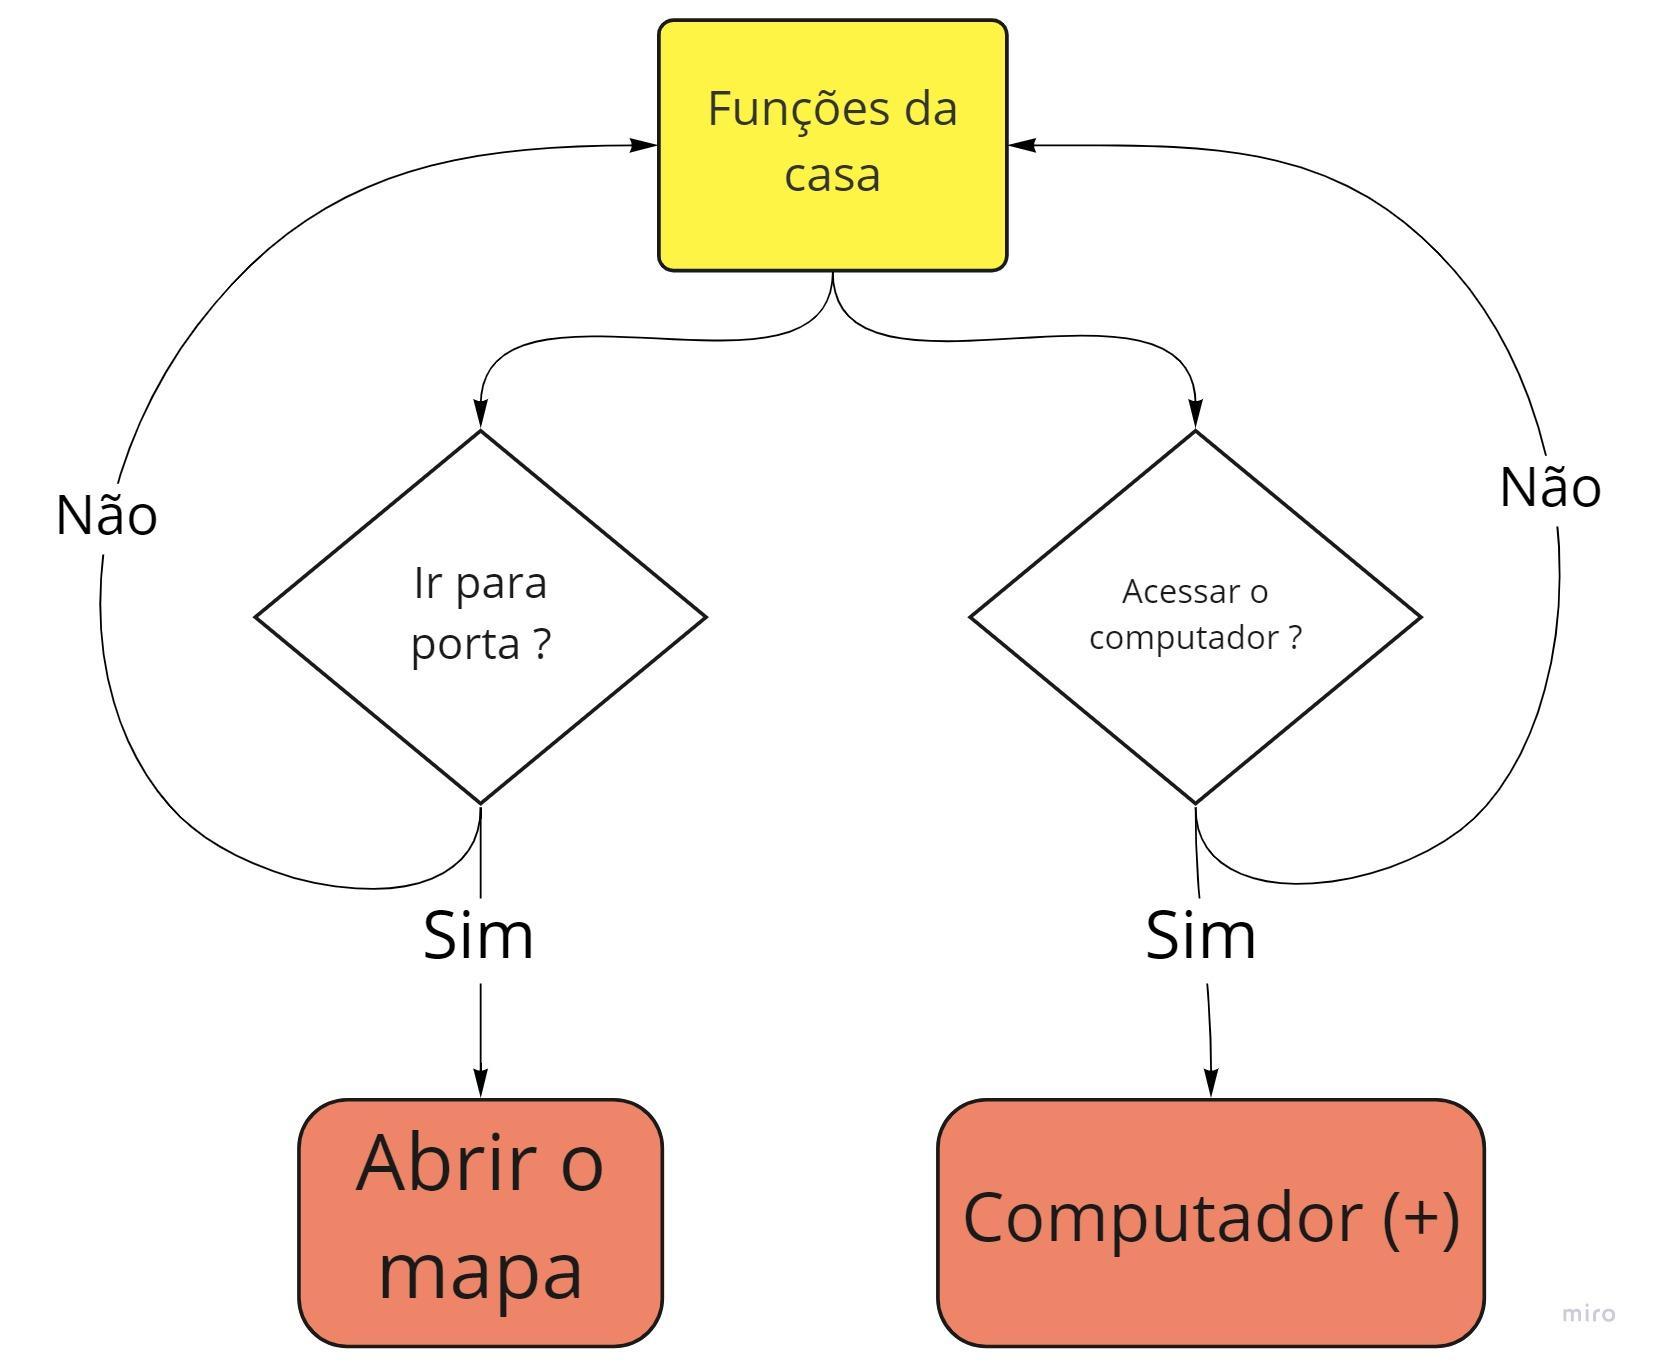 Funções da
casa
Não
Não
Ir para
porta ?
Acessar o
computador ?
Sim
Sim
Abrir o
mapa
Computador (+)
miro